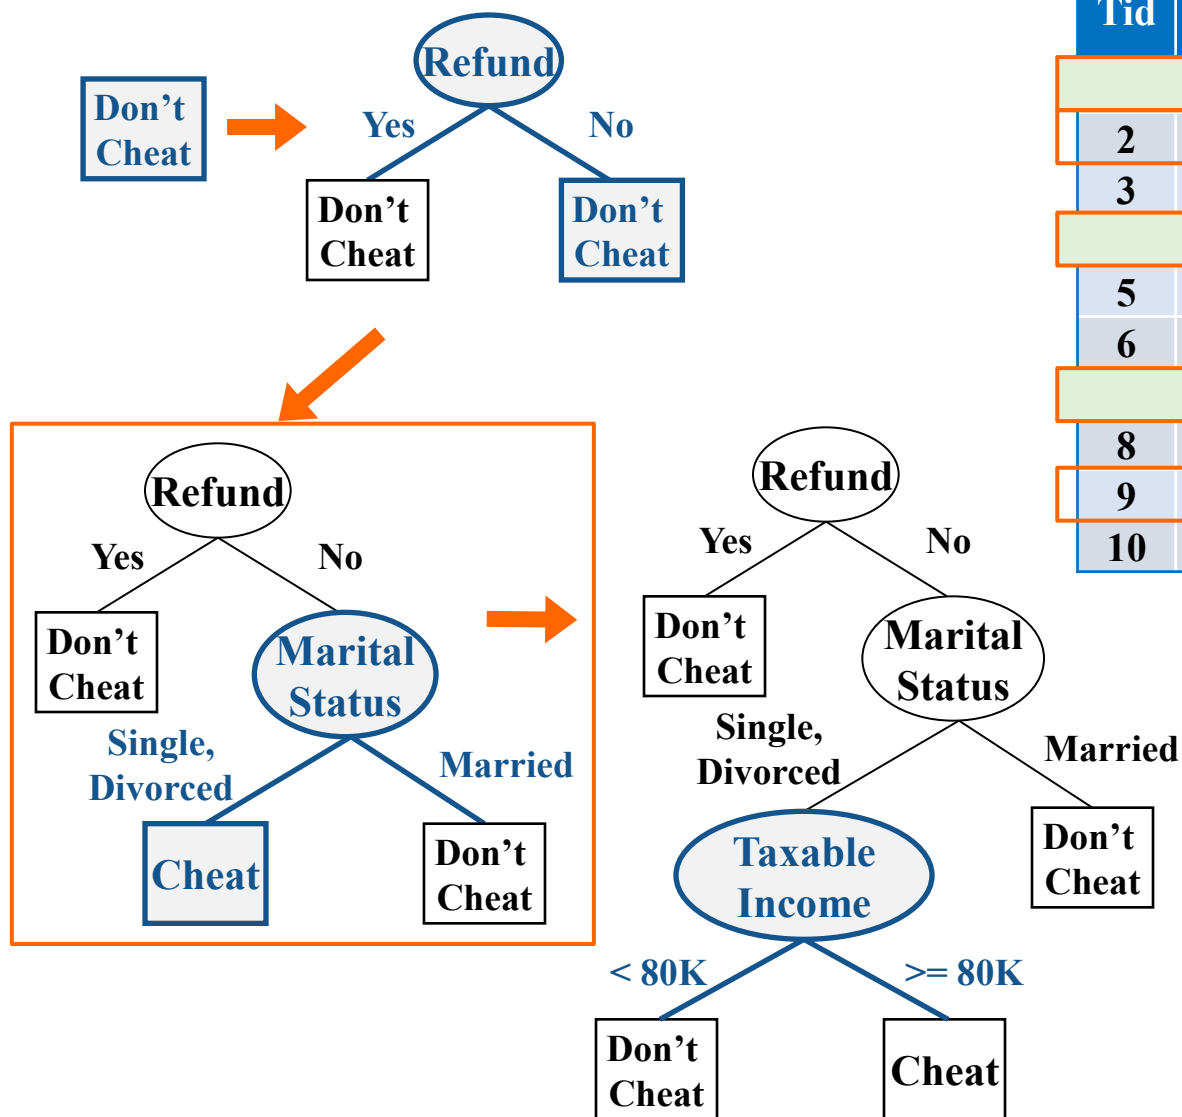 Refund
Don't
Cheat
Yes
No
Don't
Cheat
Don't
Cheat
Refund
Yes
No
Don't
Cheat
Marital
Status
Single,
Divorced
Married
Cheat
Don't
Cheat
Refund
Yes
No
Don't
Cheat
Marital
Status
Single,
Divorced
Married
Taxable
Income
Don't
Cheat
< 80K
>= 80K
Don't
Cheat
Cheat
Tid
2
3
5
6
8
9
10